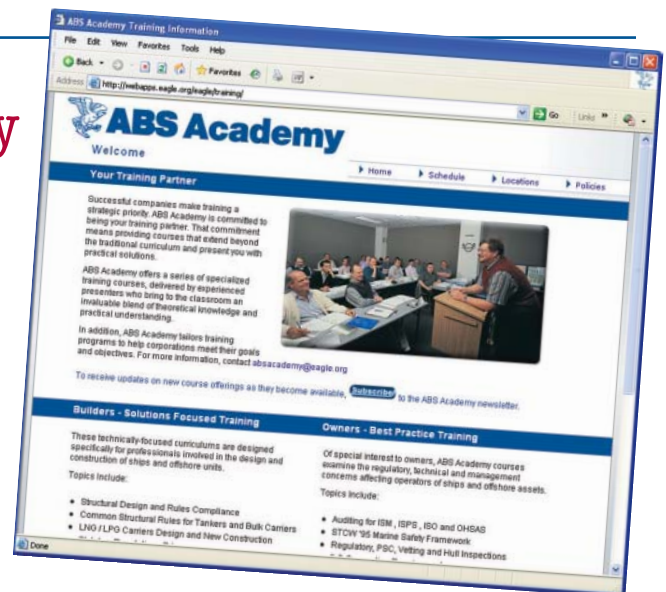 y
ABS Academy Training Information
File Edit View Favorites Tools Help
Back Favorites
Address http://webapps.eagle.org/eagle/training/ Go Links »
ABS Academy
Welcome
Home Schedule Locations Policies
Your Training Partner
Successful companies make training a
strategic priority. ABS Academy is committed to
being your training partner. That commitment
means providing courses that extend beyond
the traditional curriculum and present you with
practical solutions.
ABS Academy offers a series of specialized
training courses, delivered by experienced
presenters who bring to the classroom an
invaluable blend of theoretical knowledge and
practical understanding.
In addition, ABS Academy tailors training
programs to help corporations meet their goals
and objectives. For more information, contact absacademy@eagle.org
To receive updates on new course offerings as they become available, Subscribe to the ABS Academy newsletter.
Builders - Solutions Focused Training
These technically-focused curriculums are designed
specifically for professionals involved in the design and
construction of ships and offshore units.
Topics Include:
• Structural Design and Rules Compliance
• Common Structural Rules for Tankers and Bulk Carriers
• LNG / LPG Carriers Design and New Construction
Owners - Best Practice Training
Of special interest to owners, ABS Academy courses
examine the regulatory, technical and management
concerns affecting operators of ships and offshore assets.
Topics Include:
• Auditing for ISM , ISPS , ISO and OHSAS
• STCW '95 Marine Safety Framework
• Regulatory, PSC, Vetting and Hull Inspections
Done